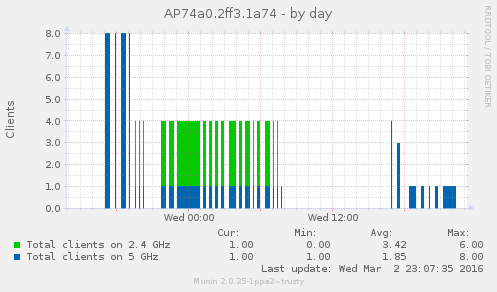 AP74a0.2ff3.1a74 - by day
RRDTOOL / TOBI OETIKER
Clients
8.0
7.0
6.0
5.0
4.0
3.0
2.0
1.0
0.0
Wed 00:00 Wed 12:00
Cur: Min: Avg: Max:
Total clients on 2.4 GHz 1.00 0.00 3.42 6.00
Total clients on 5 GHz 1.00 1.00 1.85 8.00
Last update: Wed Mar 2 23:07:35 2016
Munin 2.0.25-1ppa2~trusty